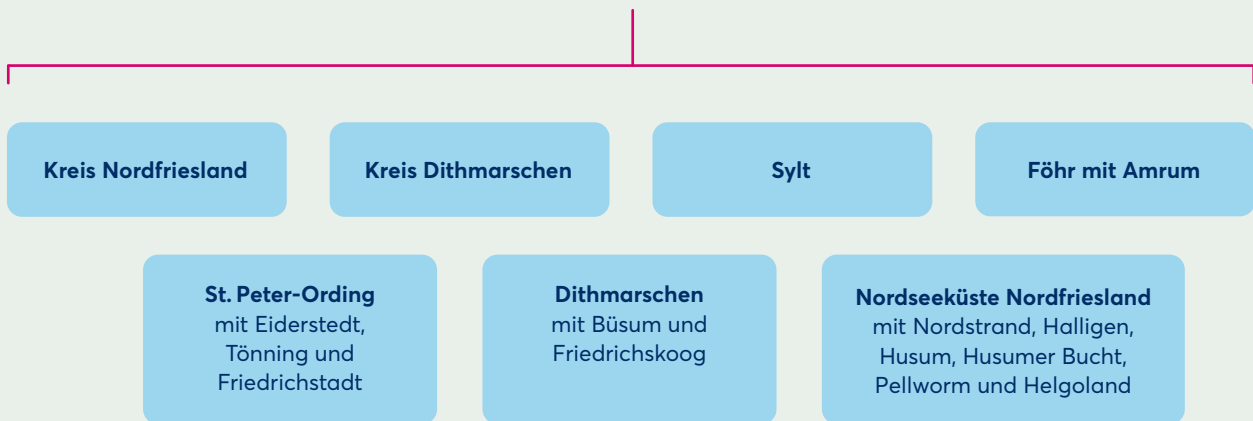 Kreis Nordfriesland
Kreis Dithmarschen
Sylt
Föhr mit Amrum
St. Peter-Ording
mit Eiderstedt,
Tönning und
Friedrichstadt
Dithmarschen
mit Büsum und
Friedrichskoog
Nordseeküste Nordfriesland
mit Nordstrand, Halligen,
Husum, Husumer Bucht,
Pellworm und Helgoland